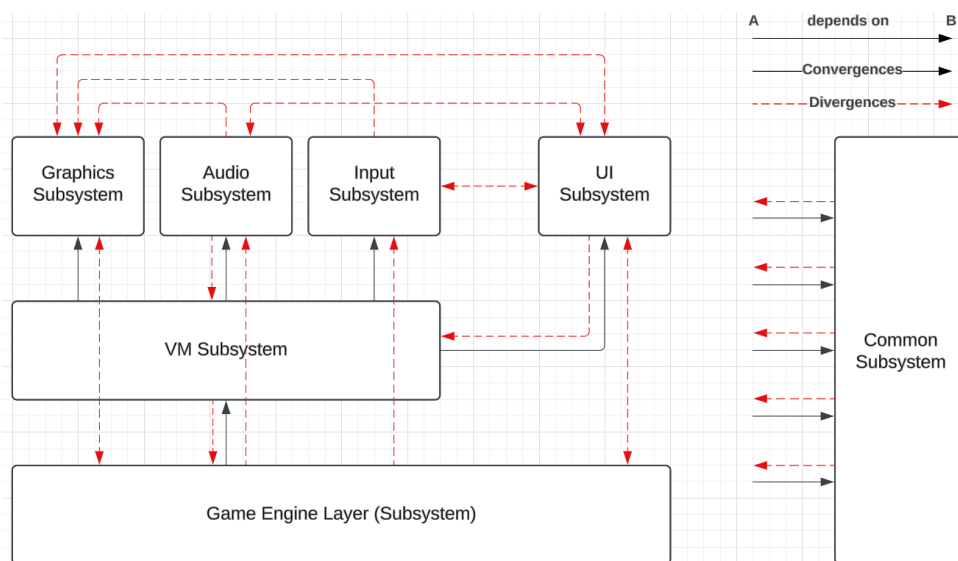 A depends on B
Convergences
Divergences
Graphics
Subsystem
Audio
Subsystem
Input
Subsystem
UI
Subsystem
VM Subsystem
Common
Subsystem
Game Engine Layer (Subsystem)